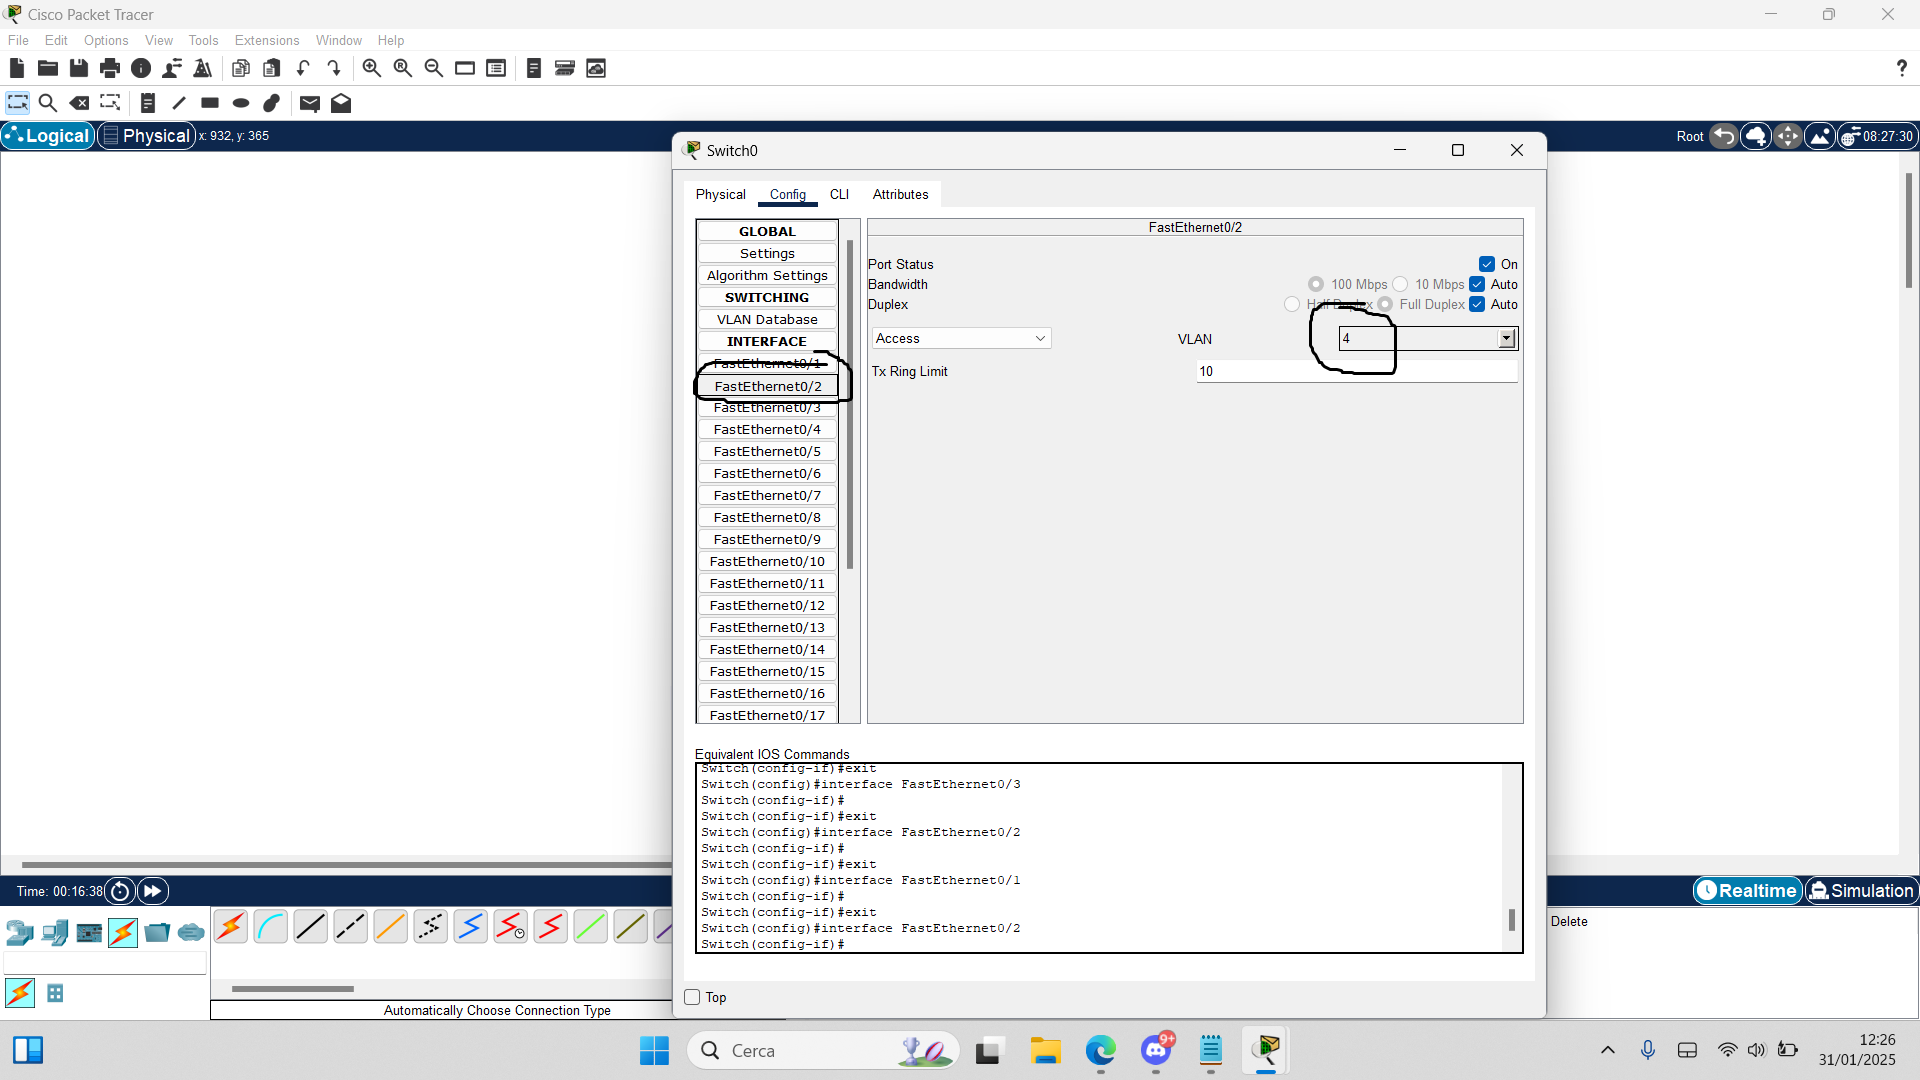 Cisco Packet Tracer
File Edit Options View Tools Extensions Window Help
?
Logical Physical x: 932, y: 365
Root 08:27:30
Switch0
Physical Config CLI Attributes
GLOBAL
Settings
Algorithm Settings
SWITCHING
VLAN Database
INTERFACE
FastEthernet0/1
FastEthernet0/2
FastEthernet0/3
FastEthernet0/4
FastEthernet0/5
FastEthernet0/6
FastEthernet0/7
FastEthernet0/8
FastEthernet0/9
FastEthernet0/10
FastEthernet0/11
FastEthernet0/12
FastEthernet0/13
FastEthernet0/14
FastEthernet0/15
FastEthernet0/16
FastEthernet0/17
FastEthernet0/2
Port Status On
Bandwidth 100 Mbps 10 Mbps Auto
Duplex Half Duplex Full Duplex Auto
Access VLAN 4
Tx Ring Limit 10
Equivalent IOS Commands
Switch(config-if)#exit
Switch(config)#interface FastEthernet0/3
Switch(config-if)#
Switch(config-if)#exit
Switch(config)#interface FastEthernet0/2
Switch(config-if)#
Switch(config-if)#exit
Switch(config)#interface FastEthernet0/1
Switch(config-if)#
Switch(config-if)#exit
Switch(config)#interface FastEthernet0/2
Switch(config-if)#
Top
Time: 00:16:38
Realtime Simulation
Delete
Automatically Choose Connection Type
Cerca
9+
12:26
31/01/2025